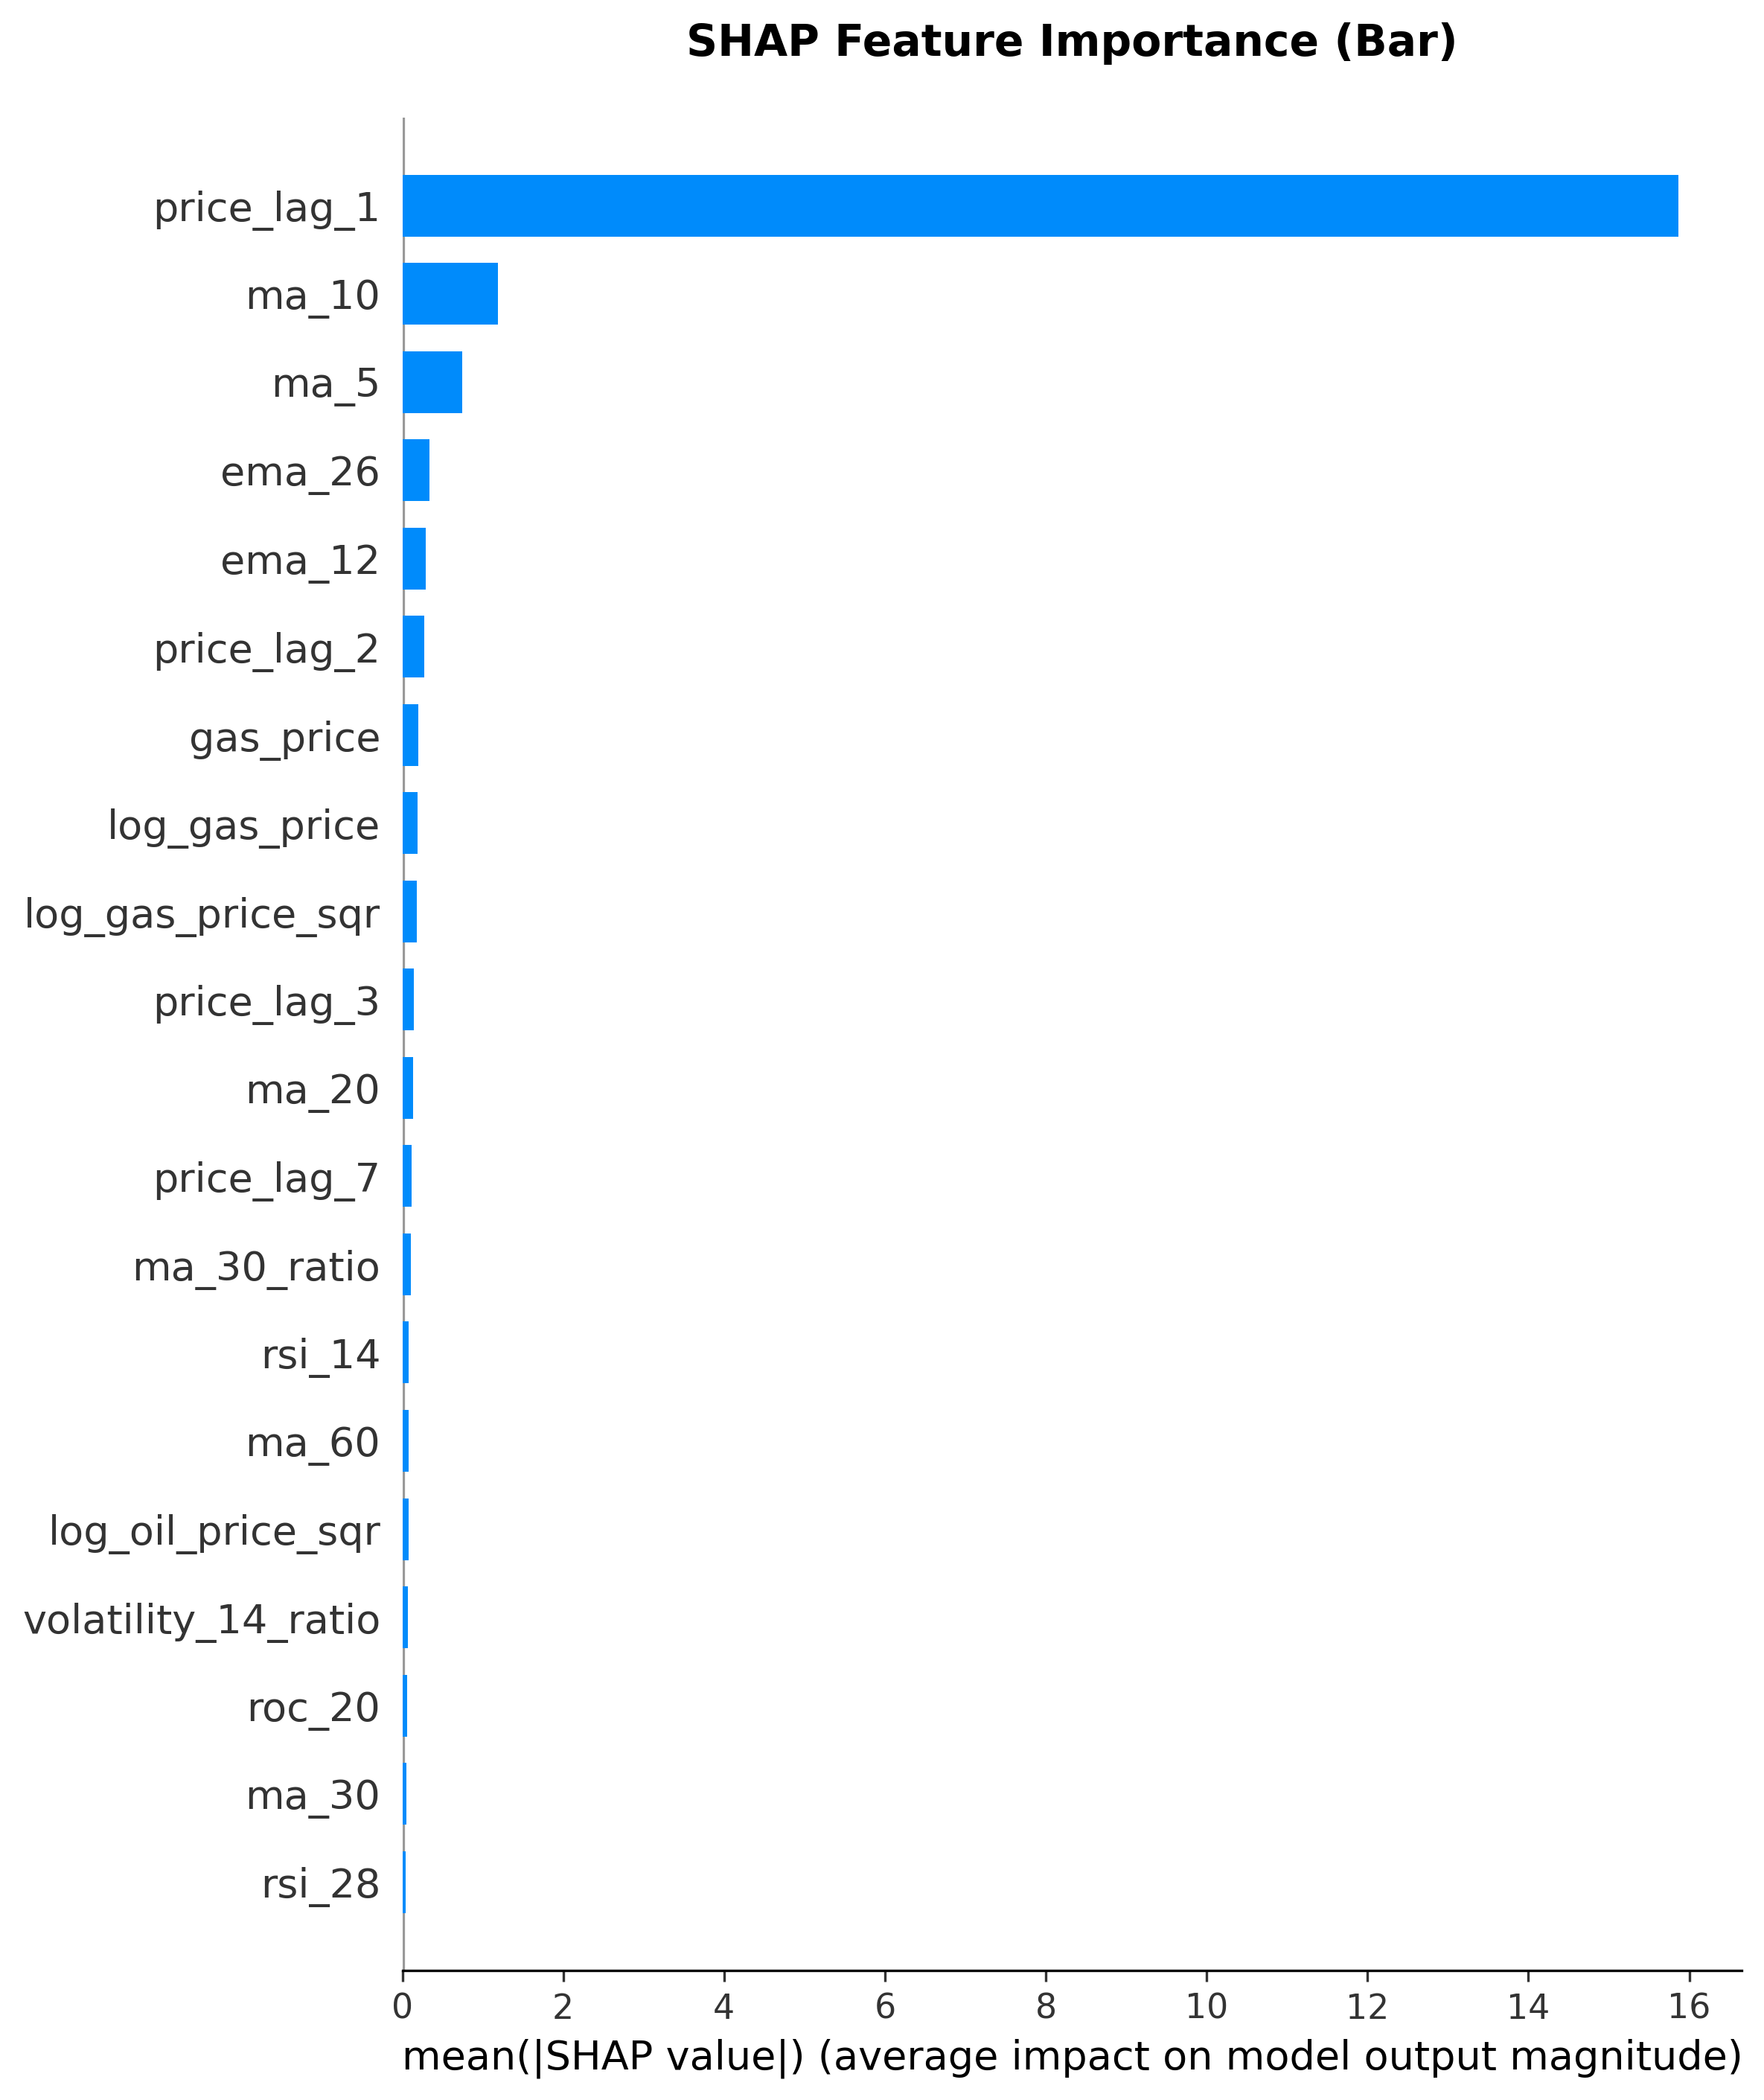 SHAP Feature Importance (Bar)
price_lag_1
ma_10
ma_5
ema_26
ema_12
price_lag_2
gas_price
log_gas_price
log_gas_price_sqr
price_lag_3
ma_20
price_lag_7
ma_30_ratio
rsi_14
ma_60
log_oil_price_sqr
volatility_14_ratio
roc_20
ma_30
rsi_28
0 2 4 6 8 10 12 14 16
mean(|SHAP value|) (average impact on model output magnitude)